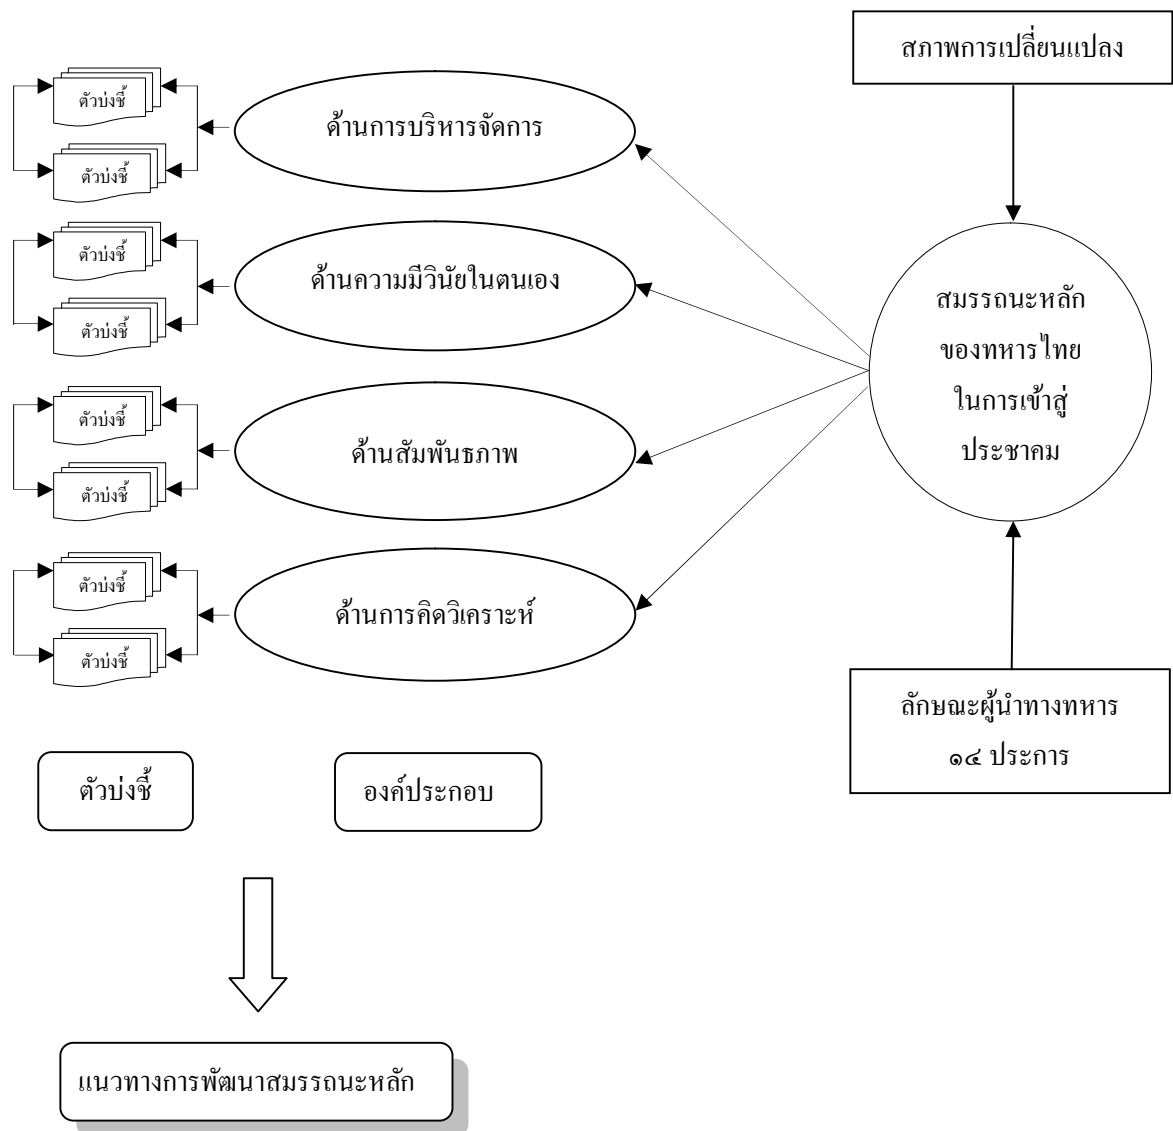 สภาพการเปลี่ยนแปลง
ตัวบ่งชี้
ด้านการบริหารจัดการ
ตัวบ่งชี้
ตัวบ่งชี้
ด้านความมีวินัยในตนเอง
ตัวบ่งชี้
สมรรถนะหลัก
ของทหารไทย
ในการเข้าสู่
ประชาคม
ตัวบ่งชี้
ด้านสัมพันธภาพ
ตัวบ่งชี้
ตัวบ่งชี้
ด้านการคิดวิเคราะห์
ตัวบ่งชี้
ลักษณะผู้นำทางทหาร
๑๔ ประการ
ตัวบ่งชี้
องค์ประกอบ
แนวทางการพัฒนาสมรรถนะหลัก